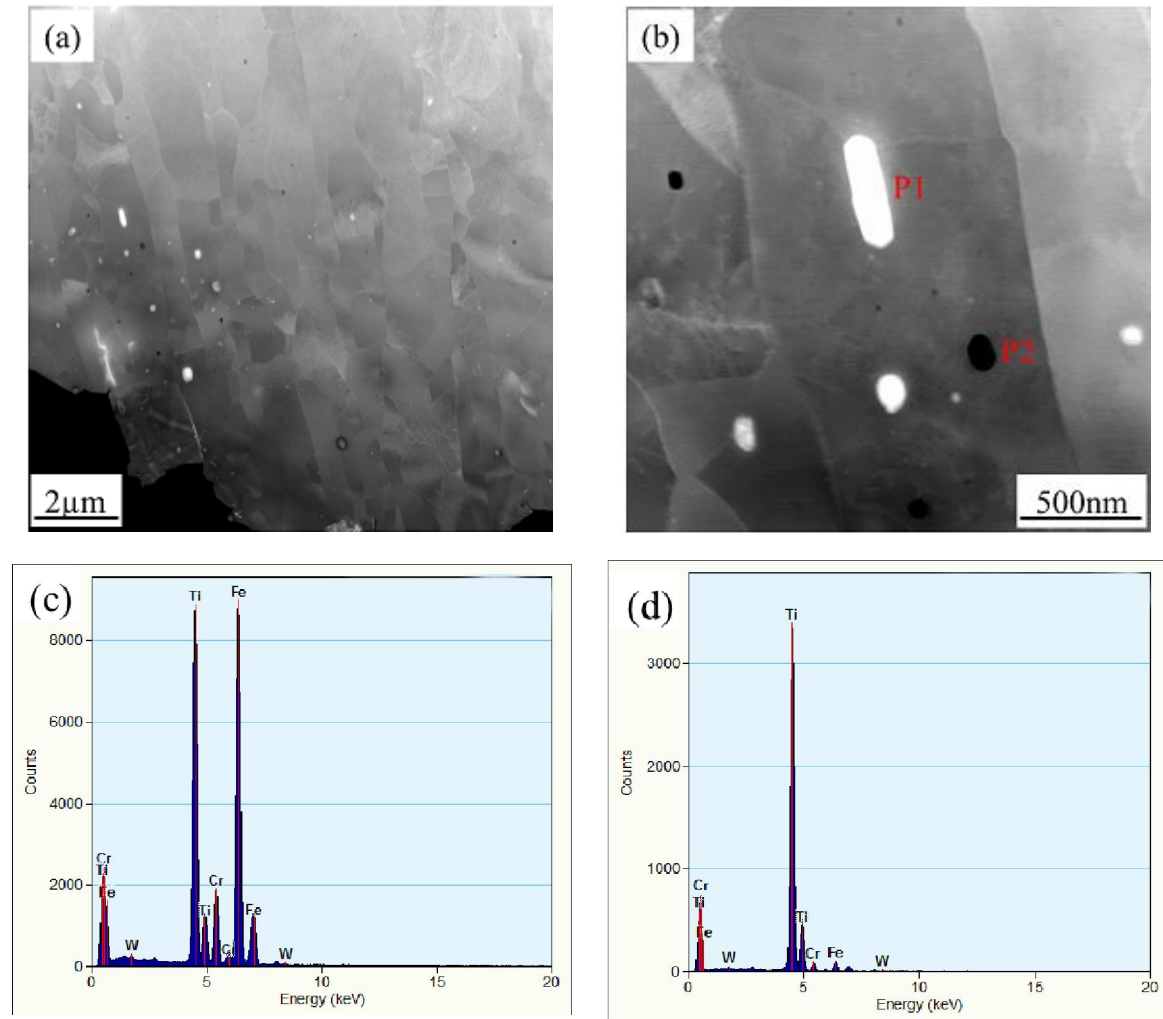 (a)
2μm
(b)
P1
P2
500nm
(c)
Counts
8000
6000
4000
2000
0
Ti
Fe
Cr
Ti
Fe
W
Ti
Cr
Fe
W
0
5
10
15
20
Energy (keV)
(d)
Counts
3000
2000
1000
0
Ti
Cr
Ti
W
Ti
Cr
Fe
W
0
5
10
15
20
Energy (keV)